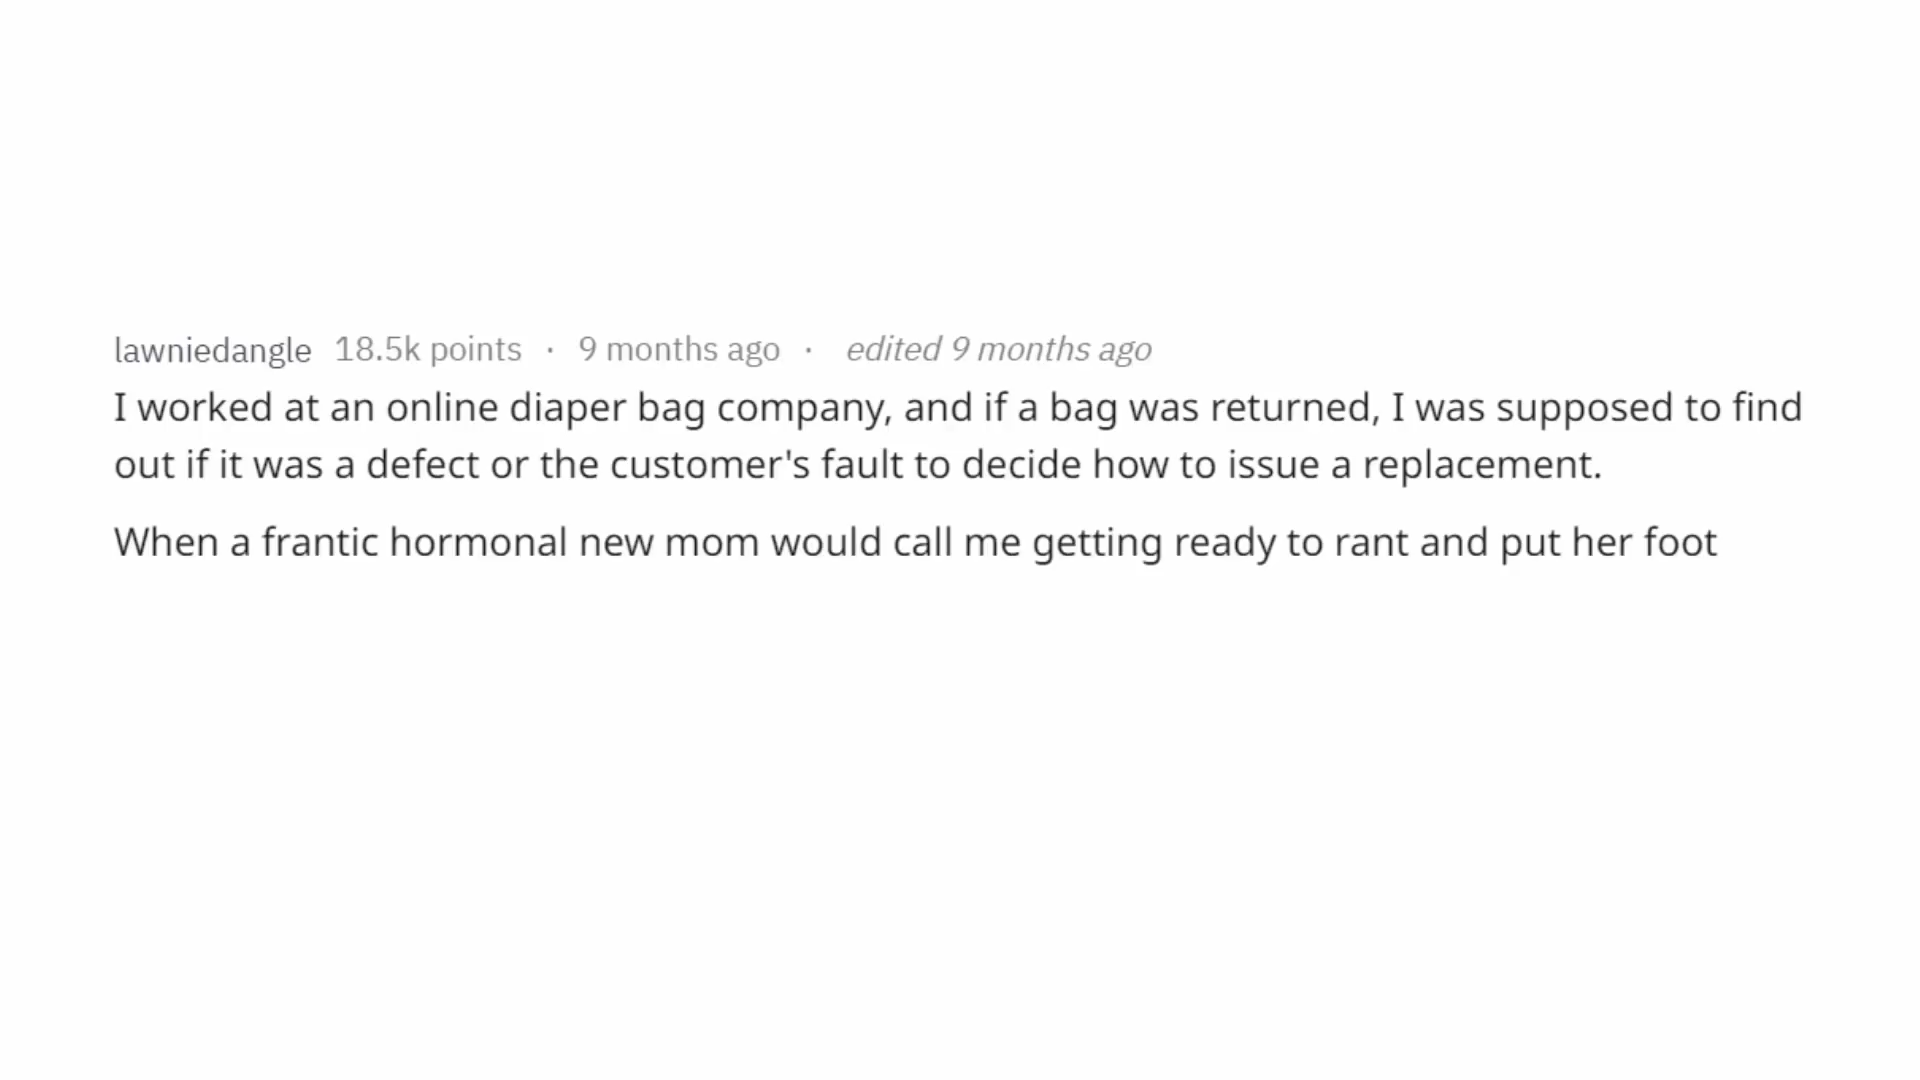 lawniedangle 18.5k points · 9 months ago · edited 9 months ago
I worked at an online diaper bag company, and if a bag was returned, I was supposed to find
out if it was a defect or the customer's fault to decide how to issue a replacement.
When a frantic hormonal new mom would call me getting ready to rant and put her foot